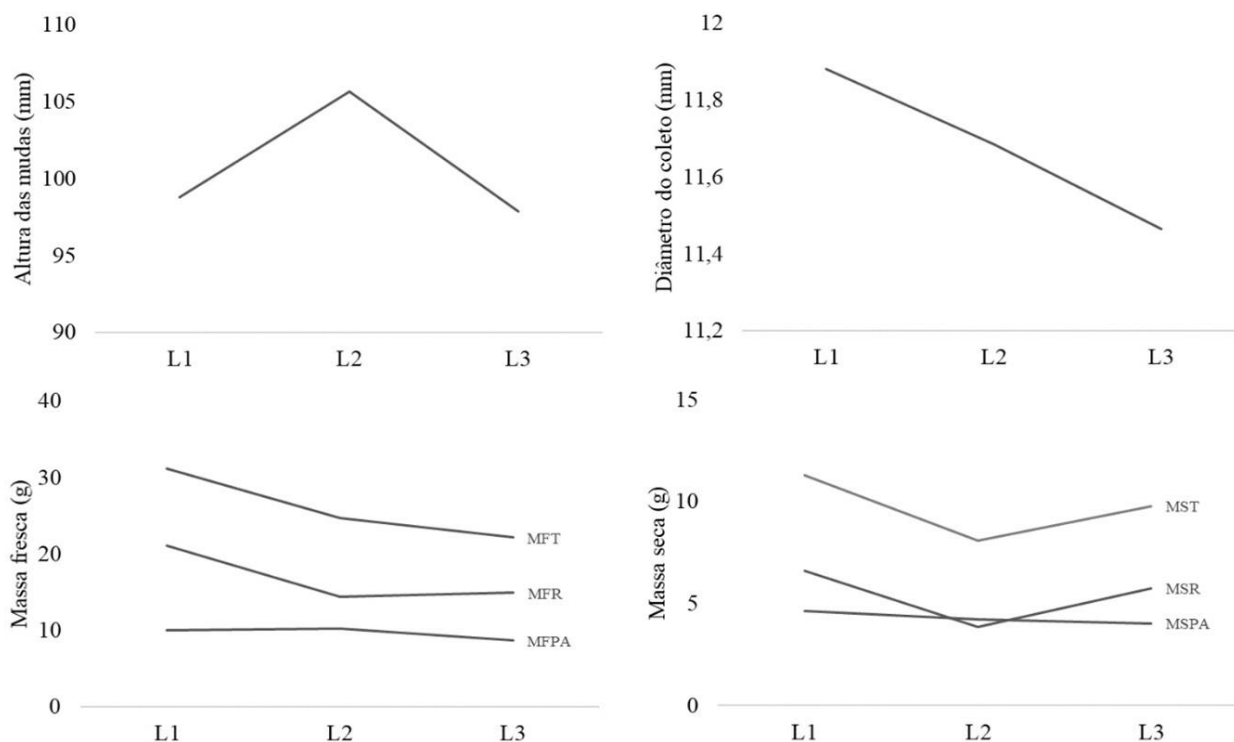 Altura das mudas (mm)
110
105
100
95
90
L1 L2 L3
Diâmetro do coleto (mm)
12
11,8
11,6
11,4
11,2
L1 L2 L3
Massa fresca (g)
40
30
20
10
0
MFT
MFR
MFPA
L1 L2 L3
Massa seca (g)
15
10
5
0
MST
MSR
MSPA
L1 L2 L3